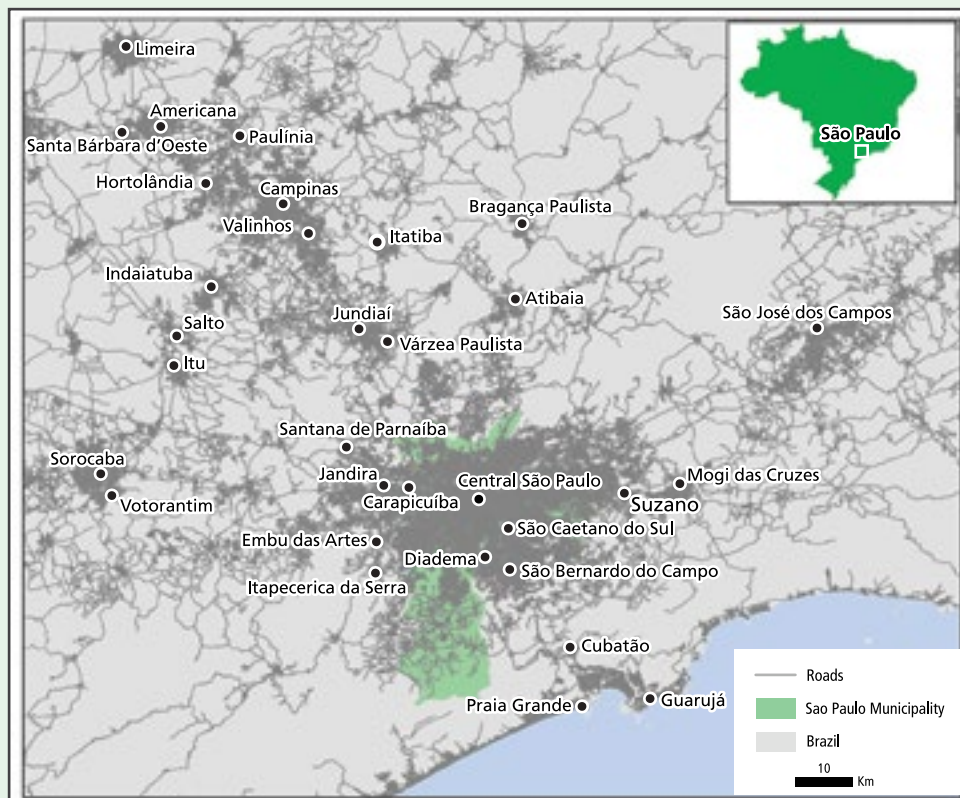 Limeira
São Paulo
Americana
Santa Bárbara d'Oeste
Paulínia
Hortolândia
Campinas
Bragança Paulista
Valinhos
Itatiba
Indaiatuba
Atibaia
São José dos Campos
Salto
Jundiaí
Várzea Paulista
Itu
Santana de Parnaíba
Sorocaba
Jandira
Central São Paulo
Mogi das Cruzes
Votorantim
Carapicuíba
Suzano
São Caetano do Sul
Embu das Artes
Diadema
São Bernardo do Campo
Itapecerica da Serra
Cubatão
Praia Grande
Guarujá
Roads
Sao Paulo Municipality
Brazil
10
Km